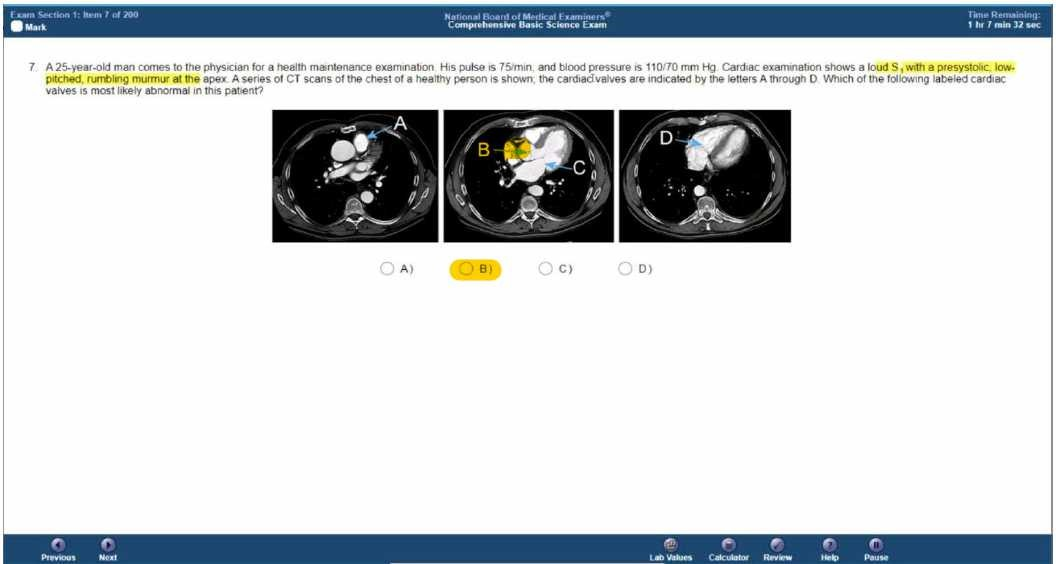 Exam Section 1: Item 7 of 200
National Board of Medical Examiners®
Time Remaining:
Mark
Comprehensive Basic Science Exam
1 hr 7 min 32 sec
7. A 25-year-old man comes to the physician for a health maintenance examination. His pulse is 75/min, and blood pressure is 110/70 mm Hg. Cardiac examination shows a loud S1 with a presystolic, low-
pitched, rumbling murmur at the apex. A series of CT scans of the chest of a healthy person is shown; the cardiac valves are indicated by the letters A through D. Which of the following labeled cardiac
valves is most likely abnormal in this patient?
A
B
C
D
A)
B)
C)
D)
Previous
Next
Lab Values
Calculator
Review
Help
Pause